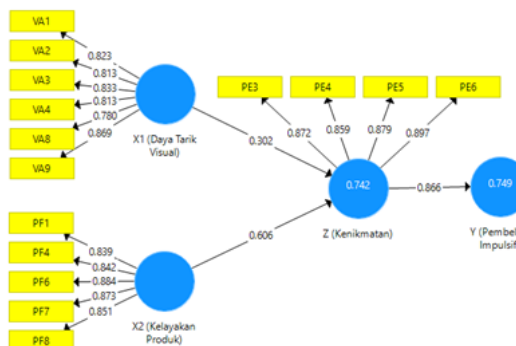 VA1
VA2
VA3
VA4
VA8
VA9
0.823
0.813
0.833
0.813
0.780
0.869
X1 (Daya Tarik
Visual)
0.302
PE3
PE4
PE5
PE6
0.872
0.859
0.879
0.897
0.742
Z (Kenikmatan)
0.866
0.749
Y (Pembel
Impulsif
0.606
PF1
PF4
PF6
PF7
PF8
0.839
0.842
0.884
0.873
0.851
X2 (Kelayakan
Produk)